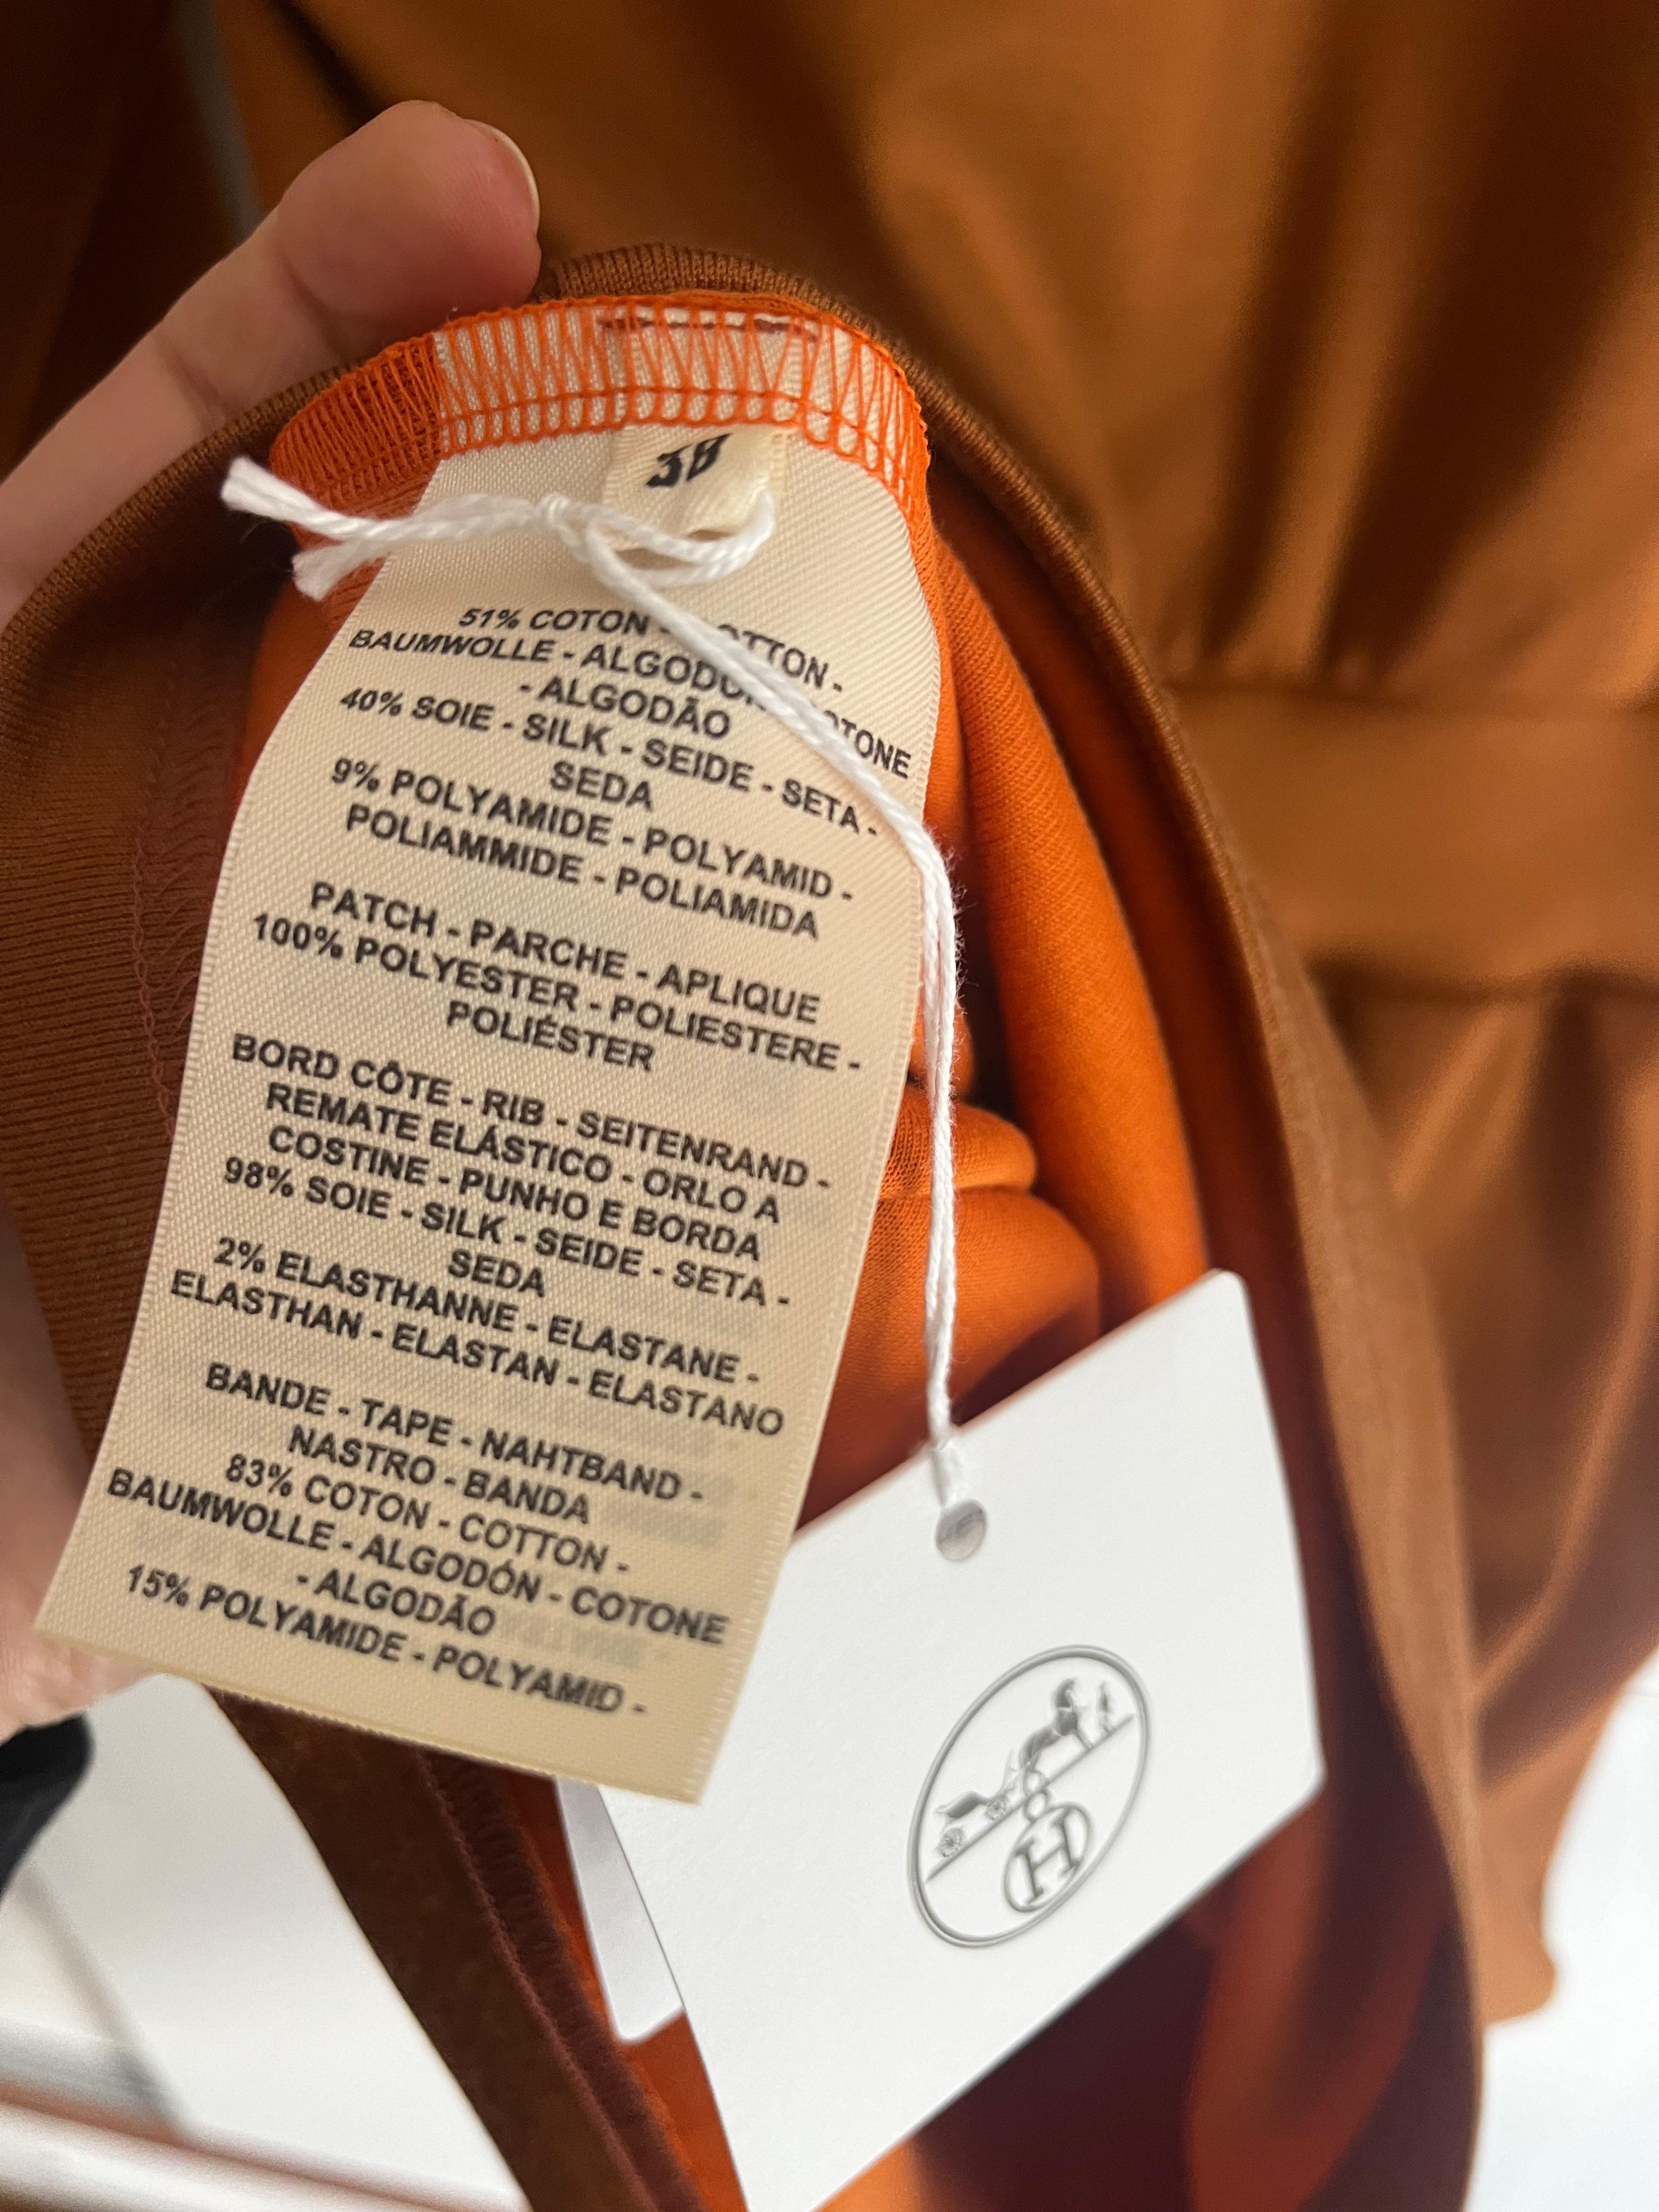 38
51% COTON -
BAUMWOLLE -
- ALGODÃO
40% SOIE - SILK - SEIDE - SETA -
SEDA
9% POLYAMIDE - POLYAMID -
POLIAMMIDE - POLIAMIDA
PATCH - PARCHE - APLIQUE
100% POLYESTER - POLIESTERE -
POLIÉSTER
BORD CÔTE - RIB - SEITENRAND -
REMATE ELÁSTICO - ORLO A
COSTINE - PUNHO E BORDA
98% SOIE - SILK - SEIDE - SETA -
SEDA
2% ELASTHANNE - ELASTANE -
ELASTHAN - ELASTAN - ELASTANO
BANDE - TAPE - NAHTBAND -
NASTRO - BANDA
83% COTON - COTTON -
BAUMWOLLE - ALGODÓN - COTONE
- ALGODÃO
15% POLYAMIDE - POLYAMID -
H